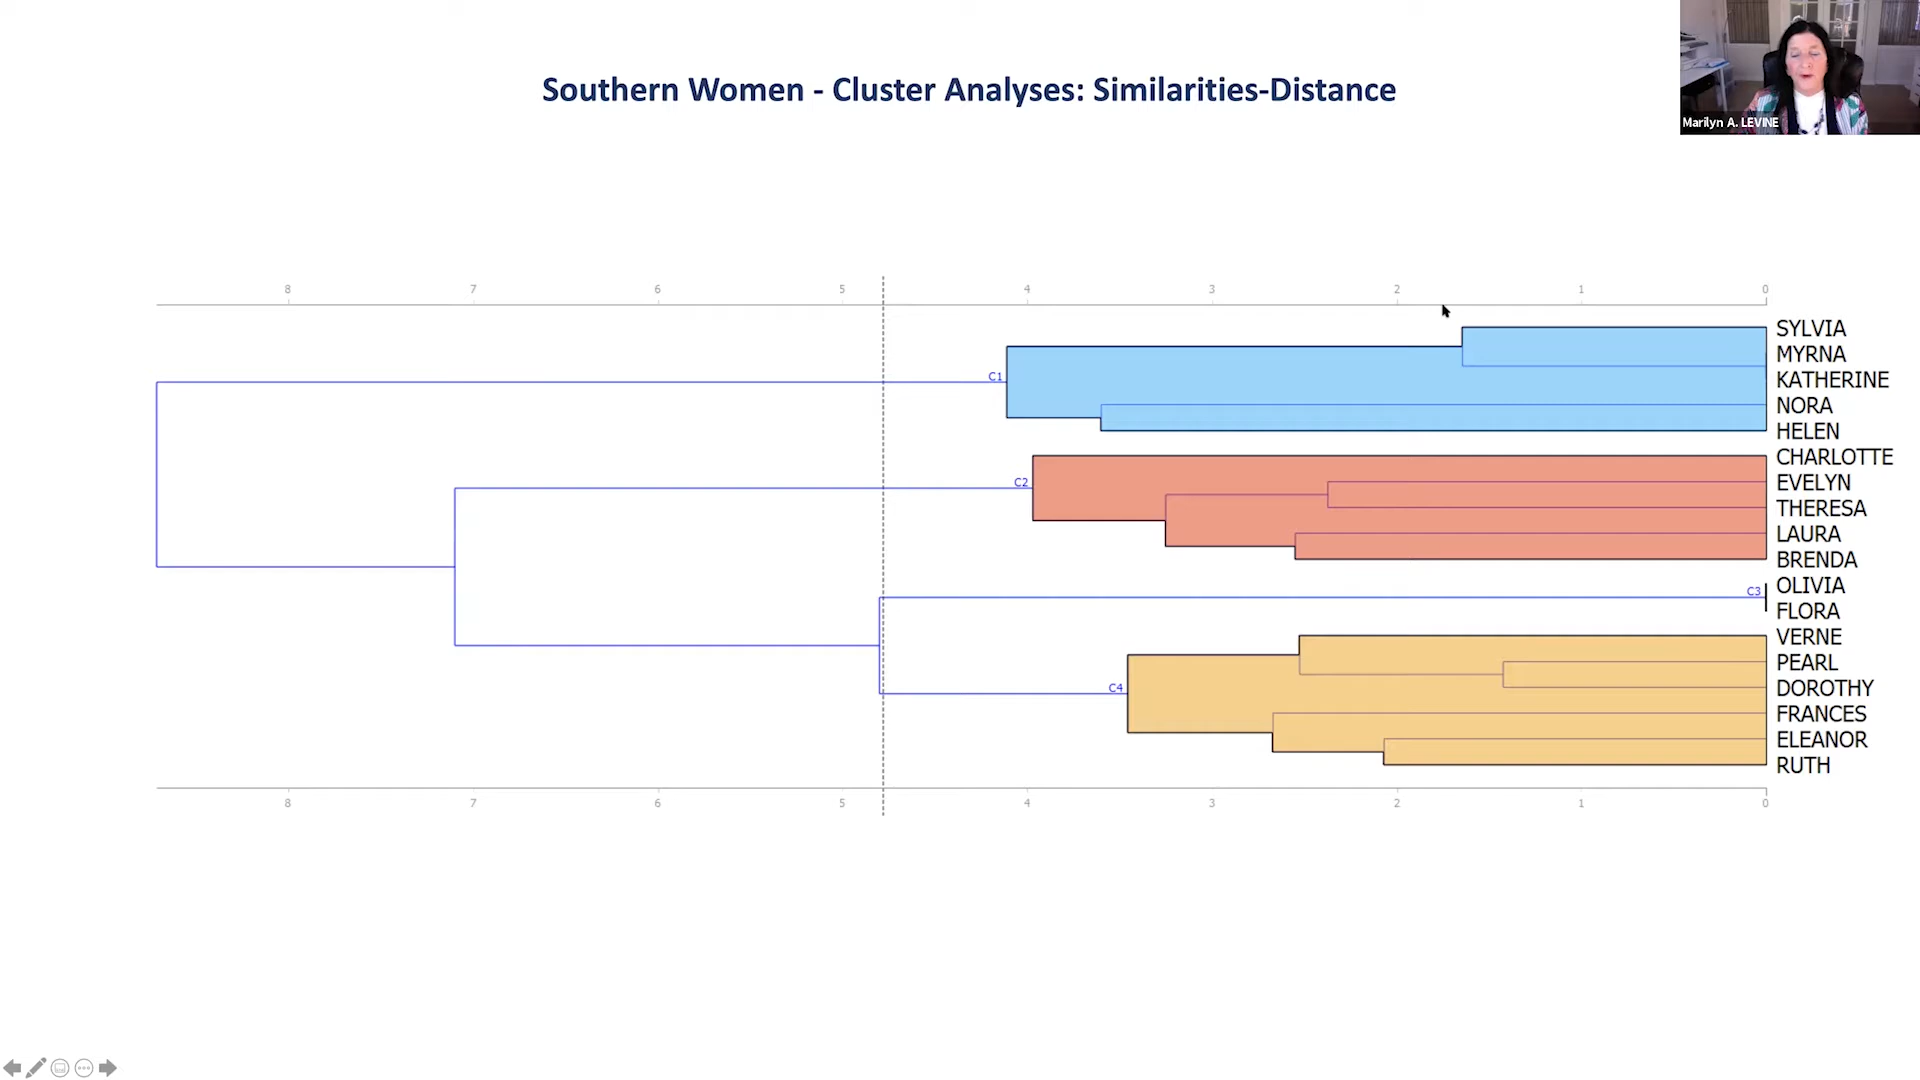 Southern Women - Cluster Analyses: Similarities-Distance
Marilyn A. LEVINE
8 7 6 5 4 3 2 1 0
SYLVIA
MYRNA
C1
KATHERINE
NORA
HELEN
CHARLOTTE
C2
EVELYN
THERESA
LAURA
BRENDA
C3
OLIVIA
FLORA
VERNE
PEARL
C4
DOROTHY
FRANCES
ELEANOR
RUTH
8 7 6 5 4 3 2 1 0